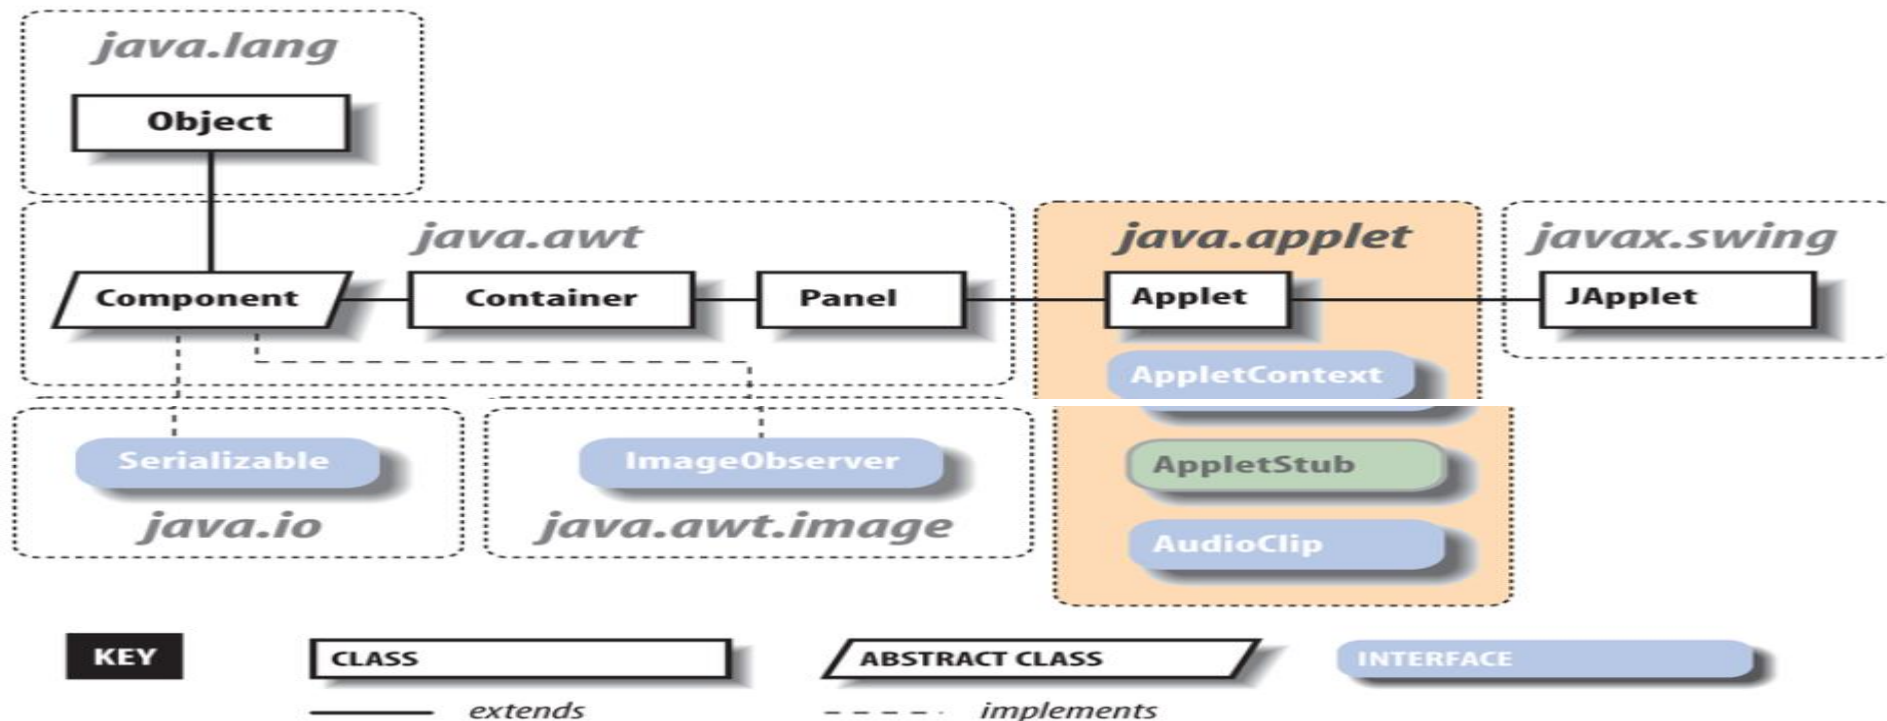 java.lang
Object
java.awt
java.applet
javax.swing
Component
Container
Panel
Applet
JApplet
AppletContext
Serializable
ImageObserver
AppletStub
java.io
java.awt.image
AudioClip
KEY
CLASS
ABSTRACT CLASS
INTERFACE
extends
implements